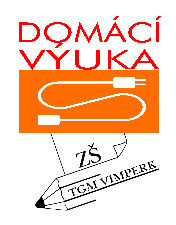 DOMÁCÍ
VÝUKA
ZŠ
TGM VIMPERK